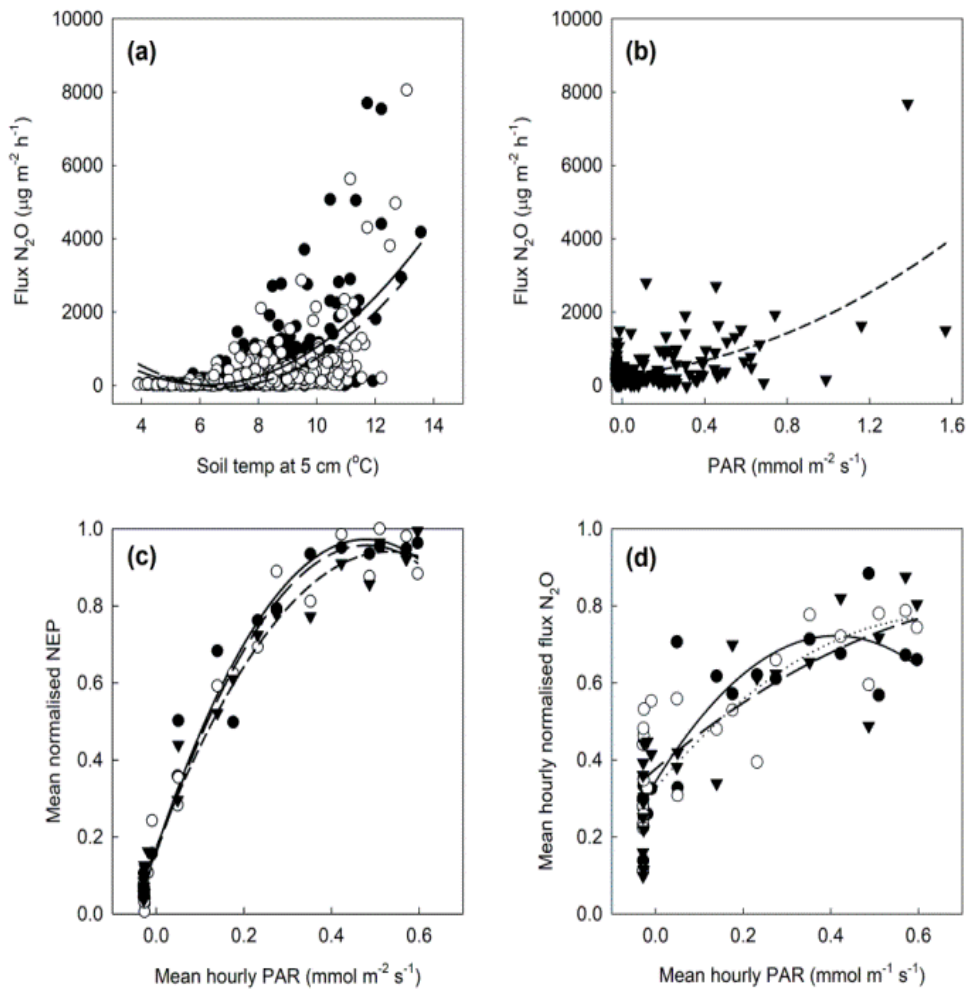 10000
8000
6000
4000
2000
0
Flux N₂O (μg m⁻² h⁻¹)
(a)
4 6 8 10 12 14
Soil temp at 5 cm (°C)
10000
8000
6000
4000
2000
0
Flux N₂O (μg m⁻² h⁻¹)
(b)
0.0 0.4 0.8 1.2 1.6
PAR (mmol m⁻² s⁻¹)
1.0
0.8
0.6
0.4
0.2
0.0
Mean normalised NEP
(c)
0.0 0.2 0.4 0.6
Mean hourly PAR (mmol m⁻² s⁻¹)
1.0
0.8
0.6
0.4
0.2
0.0
Mean hourly normalised flux N₂O
(d)
0.0 0.2 0.4 0.6
Mean hourly PAR (mmol m⁻¹ s⁻¹)